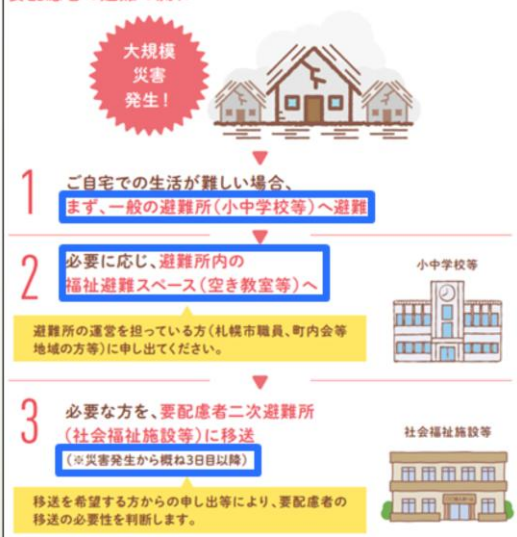 大規模
災害
発生！
1
ご自宅での生活が難しい場合、
まず、一般の避難所（小中学校等）へ避難
2
必要に応じ、避難所内の
福祉避難スペース（空き教室等）へ
小中学校等
避難所の運営を担っている方（札幌市職員、町内会等
地域の方等）に申し出てください。
3
必要な方を、要配慮者二次避難所
（社会福祉施設等）に移送
（※災害発生から概ね3日目以降）
社会福祉施設等
移送を希望する方からの申し出等により、要配慮者の
移送の必要性を判断します。